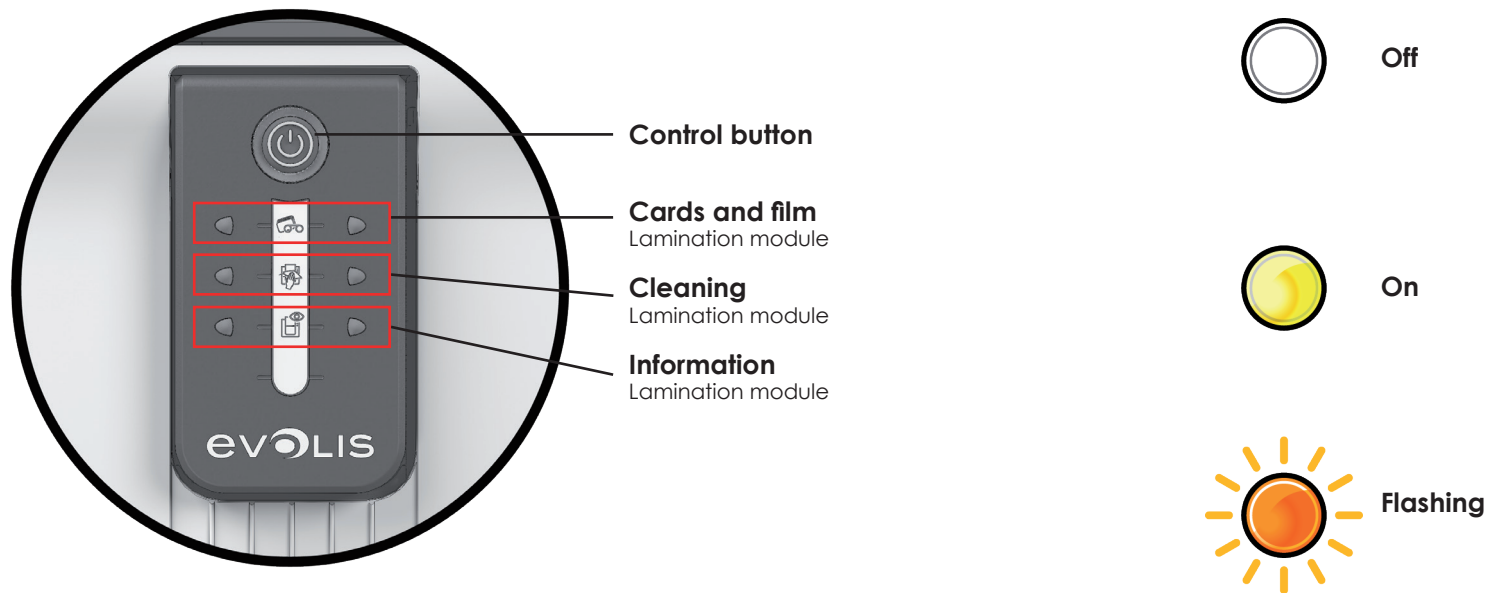 Off
Control button
Cards and film
Lamination module
Cleaning
Lamination module
On
Information
Lamination module
evolis
Flashing